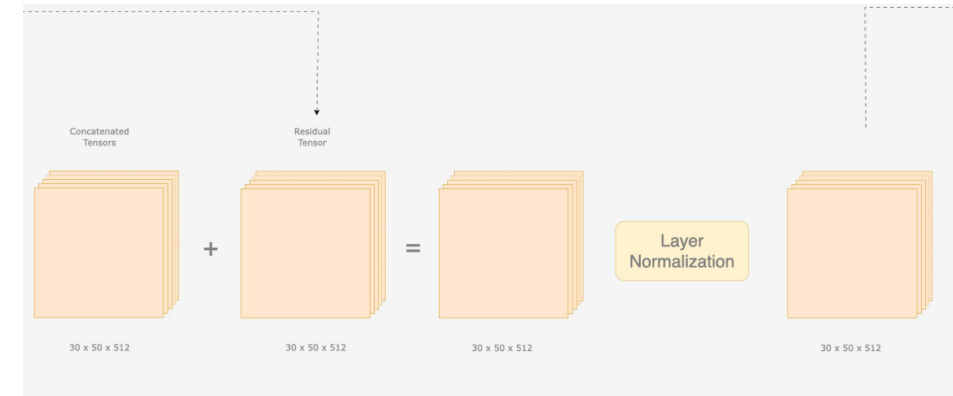 Concatenated
Tensors
Residual
Tensor
+
=
Layer
Normalization
30 x 50 x 512
30 x 50 x 512
30 x 50 x 512
30 x 50 x 512